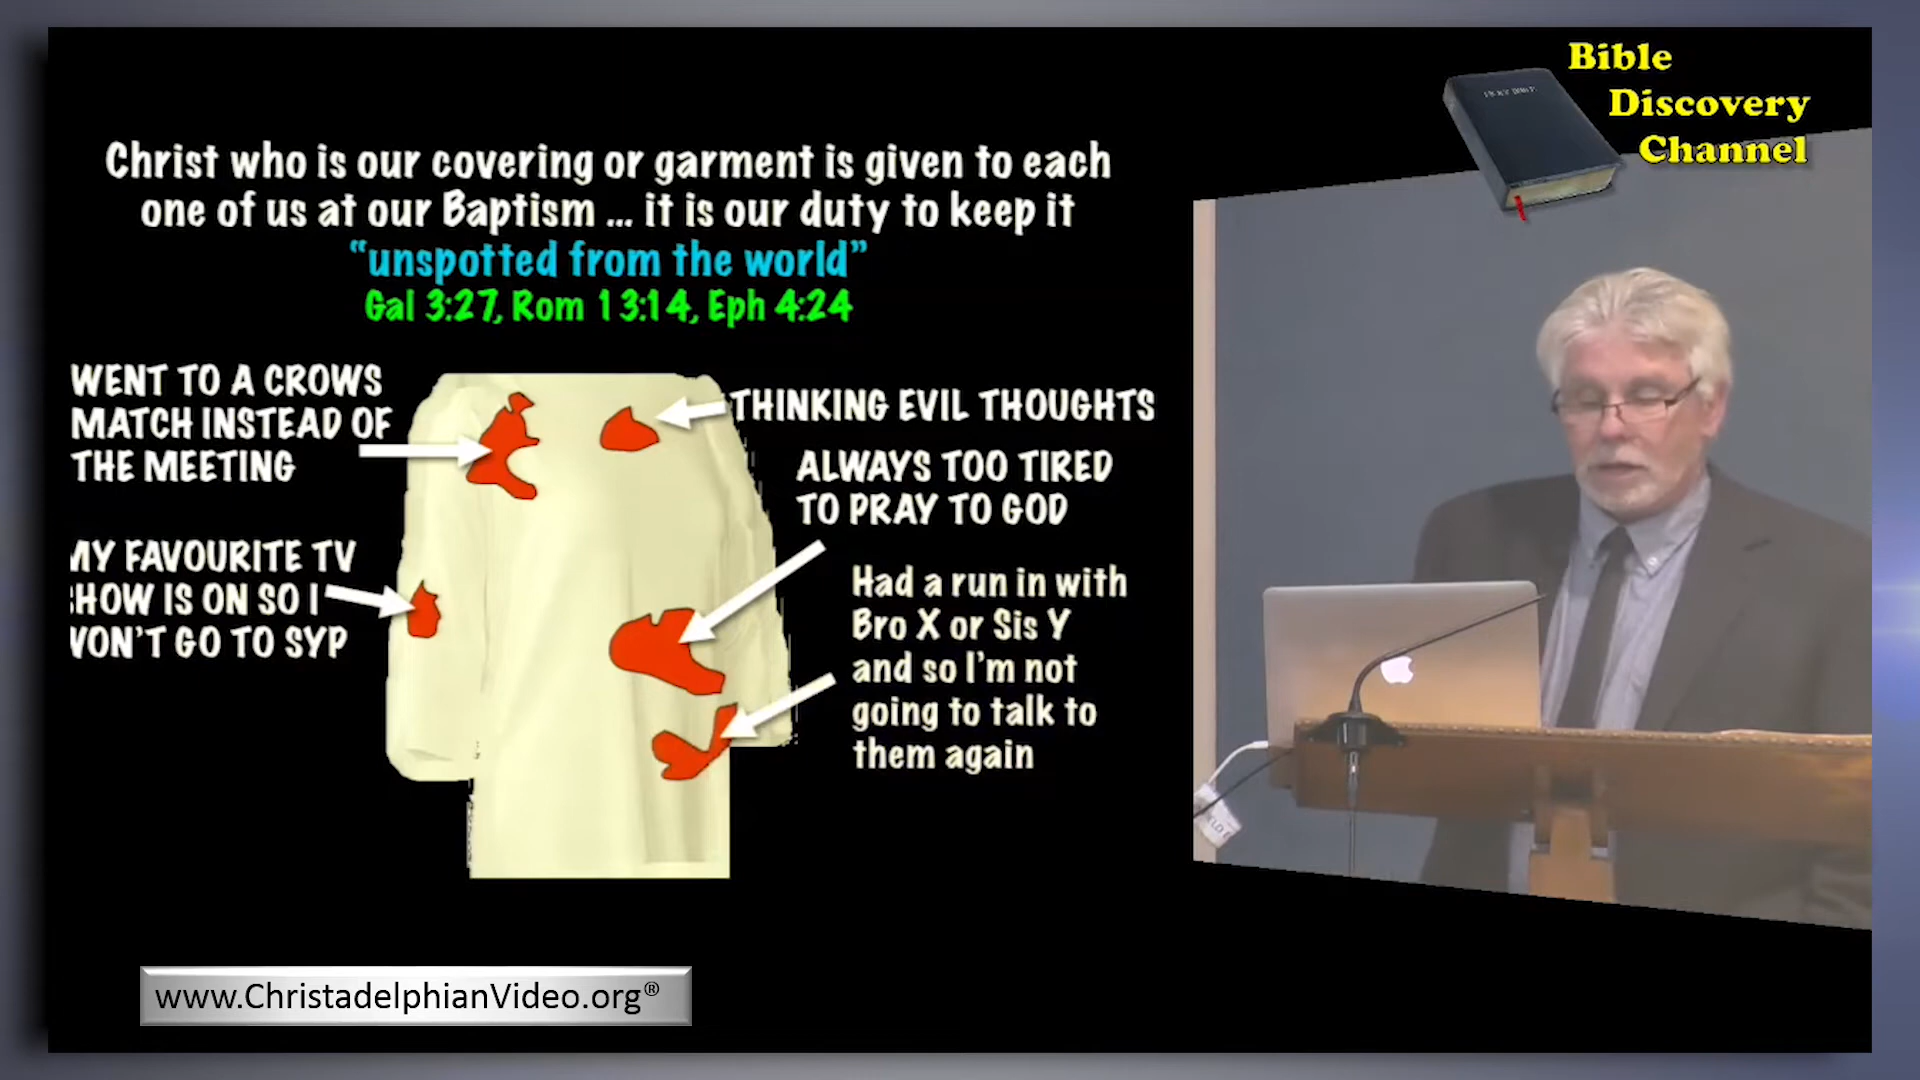 Bible
Discovery
Channel
HOLY BIBLE
Christ who is our covering or garment is given to each
one of us at our Baptism ... it is our duty to keep it
"unspotted from the world"
Gal 3:27, Rom 13:14, Eph 4:24
WENT TO A CROWS
MATCH INSTEAD OF
THE MEETING
MY FAVOURITE TV
SHOW IS ON SO I
WON'T GO TO SYP
THINKING EVIL THOUGHTS
ALWAYS TOO TIRED
TO PRAY TO GOD
Had a run in with
Bro X or Sis Y
and so I'm not
going to talk to
them again
www.ChristadelphianVideo.org®